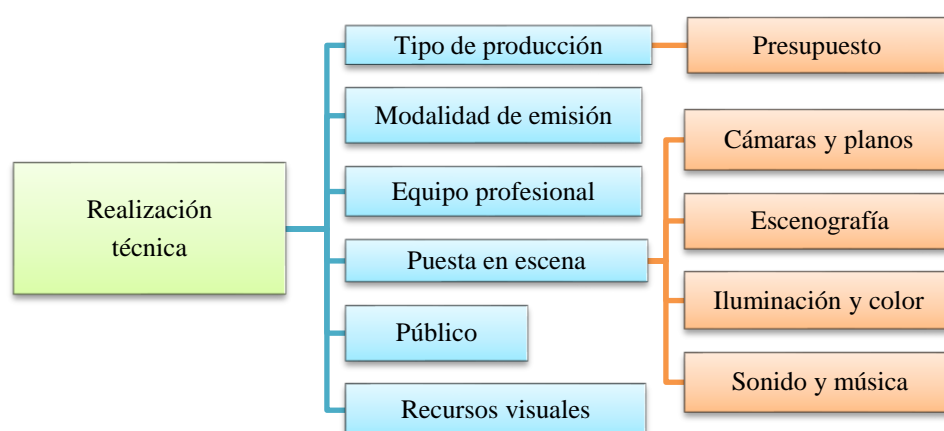 Realización
técnica
Tipo de producción
Presupuesto
Modalidad de emisión
Equipo profesional
Puesta en escena
Cámaras y planos
Escenografía
Iluminación y color
Sonido y música
Público
Recursos visuales